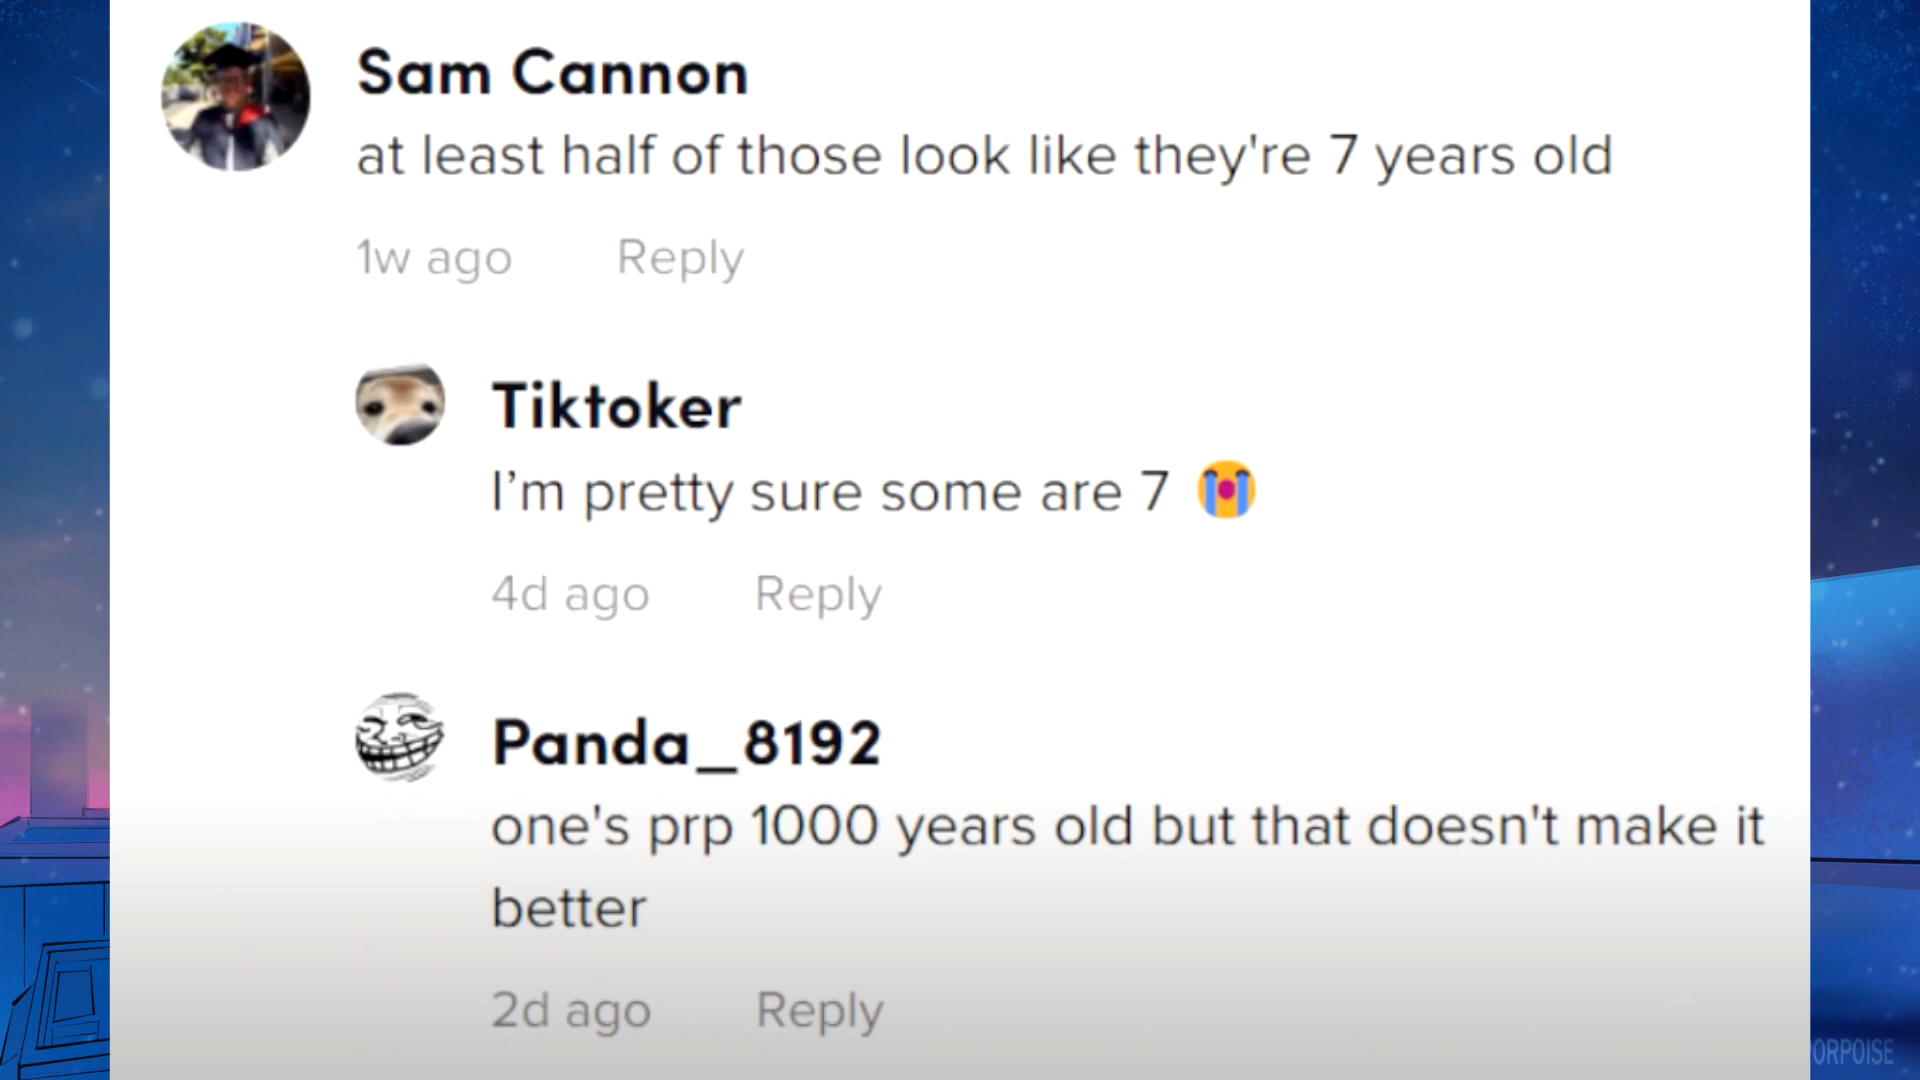 Sam Cannon
at least half of those look like they're 7 years old
1w ago Reply
Tiktoker
I’m pretty sure some are 7 😭
4d ago Reply
Panda_8192
one's prp 1000 years old but that doesn't make it
better
2d ago Reply
ORPOISE